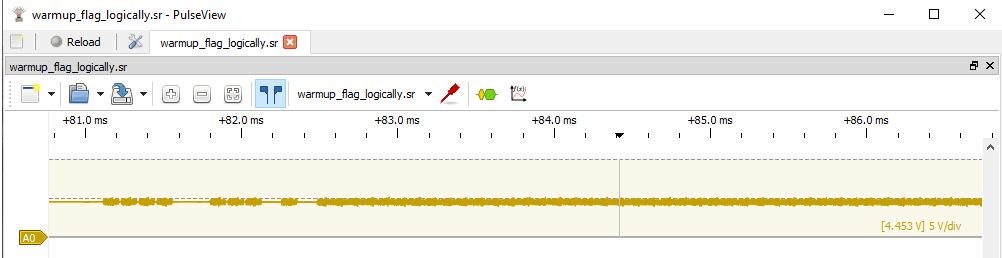 warmup_flag_logically.sr - PulseView
Reload
warmup_flag_logically.sr
warmup_flag_logically.sr
warmup_flag_logically.sr
f(x)
+81.0 ms +82.0 ms +83.0 ms +84.0 ms +85.0 ms +86.0 ms
[4.453 V] 5 V/div
A0